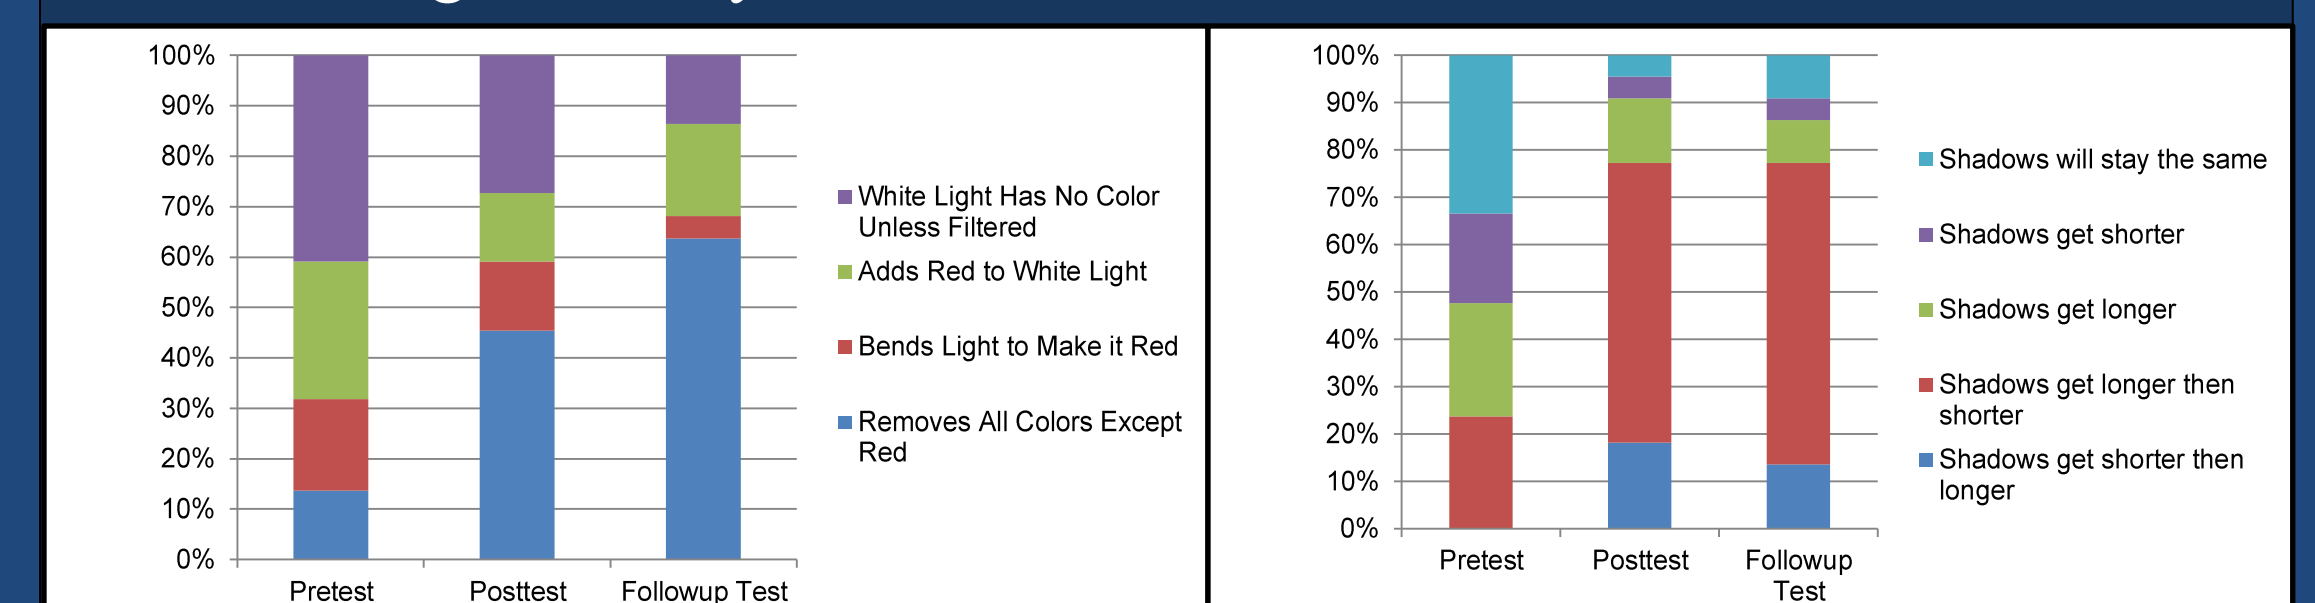 100%
90%
80%
70%
60%
50%
40%
30%
20%
10%
0%
Pretest
Posttest
Followup Test
White Light Has No Color
Unless Filtered
Adds Red to White Light
Bends Light to Make it Red
Removes All Colors Except
Red
100%
90%
80%
70%
60%
50%
40%
30%
20%
10%
0%
Pretest
Posttest
Followup
Test
Shadows will stay the same
Shadows get shorter
Shadows get longer
Shadows get longer then
shorter
Shadows get shorter then
longer